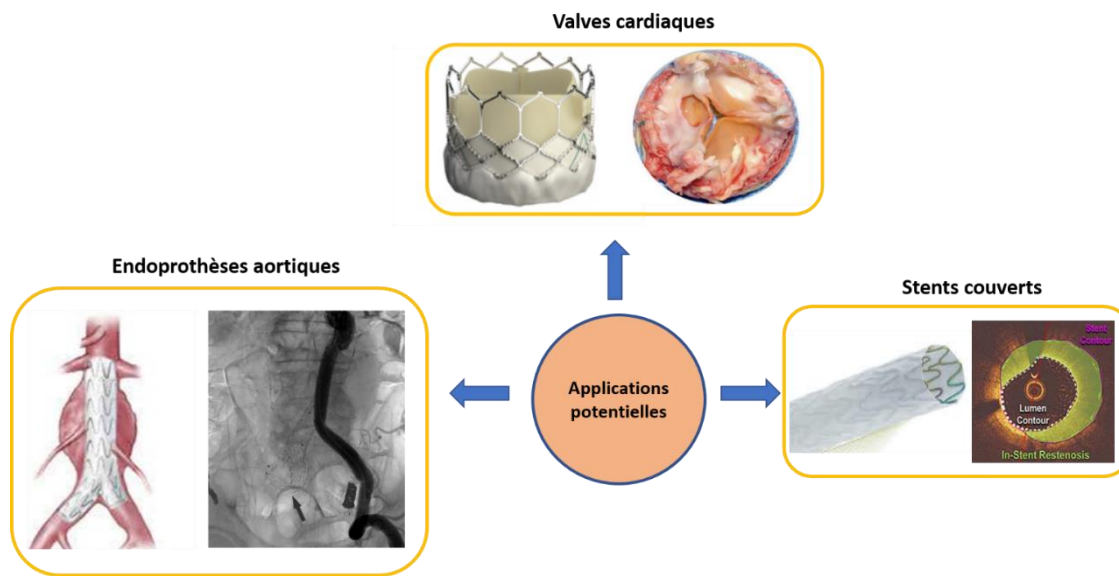 Valves cardiaques
Endoprothèses aortiques
Stents couverts
Applications
potentielles
Stent
Contour
Lumen
Contour
In-Stent Restenosis